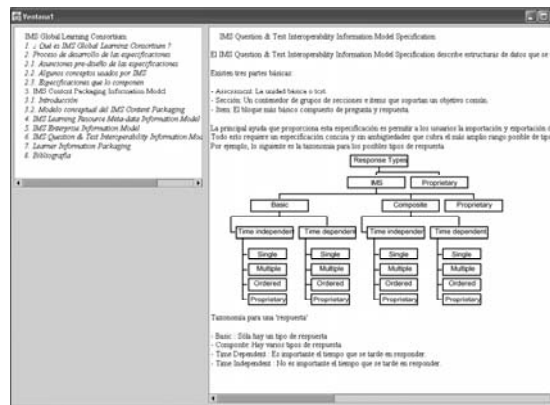 Ventana1
IMS Global Learning Consortium
1 ¿ Qué es IMS Global Learning Consortium ?
2. Proceso de desarrollo de las especificaciones
2.1. Asunciones pre-diseño de las especificaciones
2.2. Algunos conceptos usados por IMS
2.3. Especificaciones que lo componen
3. IMS Content Packaging Information Model
3.1. Introducción
3.2. Modelo conceptual del IMS Content Packaging
4. IMS Learning Resource Meta-data Information Model
5. IMS Enterprise Information Model
6. IMS Question & Test Interoperability Information Mod
7. Learner Information Packaging
8. Bibliografía
IMS Question & Test Interoperability Information Model Specification
El IMS Question & Test Interoperability Information Model describe estructuras de datos que se
Existen tres partes básicas
- Assessment: La unidad básica o test.
- Sección: Un contenedor de grupos de secciones e items que soportan un objetivo común.
- Item: El bloque más básico compuesto de pregunta y respuesta.
La principal ayuda que proporciona esta especificación es permitir a los usuarios la importación y exportación d
Todo esto requiere un especificación concisa y sin ambigüedades que cubra el más amplio rango posble de tipo
Por ejemplo, lo siguiente es la taxonomía para los posibles tipos de respuesta
Response Types
IMS Proprietary
Basic Composite Proprietary
Time independent Time dependent Time independent Time dependent
Single Single Single Single
Multiple Multiple Multiple Multiple
Ordered Ordered Ordered Ordered
Proprietary Proprietary Proprietary Proprietary
Taxonomía para una 'respuesta'
- Basic : Sóla hay un tipo de respuesta
- Composite: Hay varios tipos de respuesta
- Time Dependent : Es importante el tiempo que se tarde en responder.
- Time Independent : No es importante el tiempo que se tarde en responder.